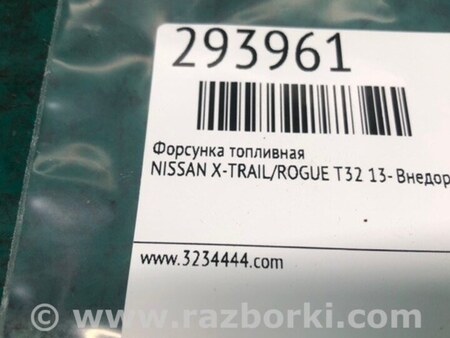 293961
Форсунка топливная
NISSAN X-TRAIL/ROGUE T32 13- Внедор
www.3234444.com
© www.razborki.com